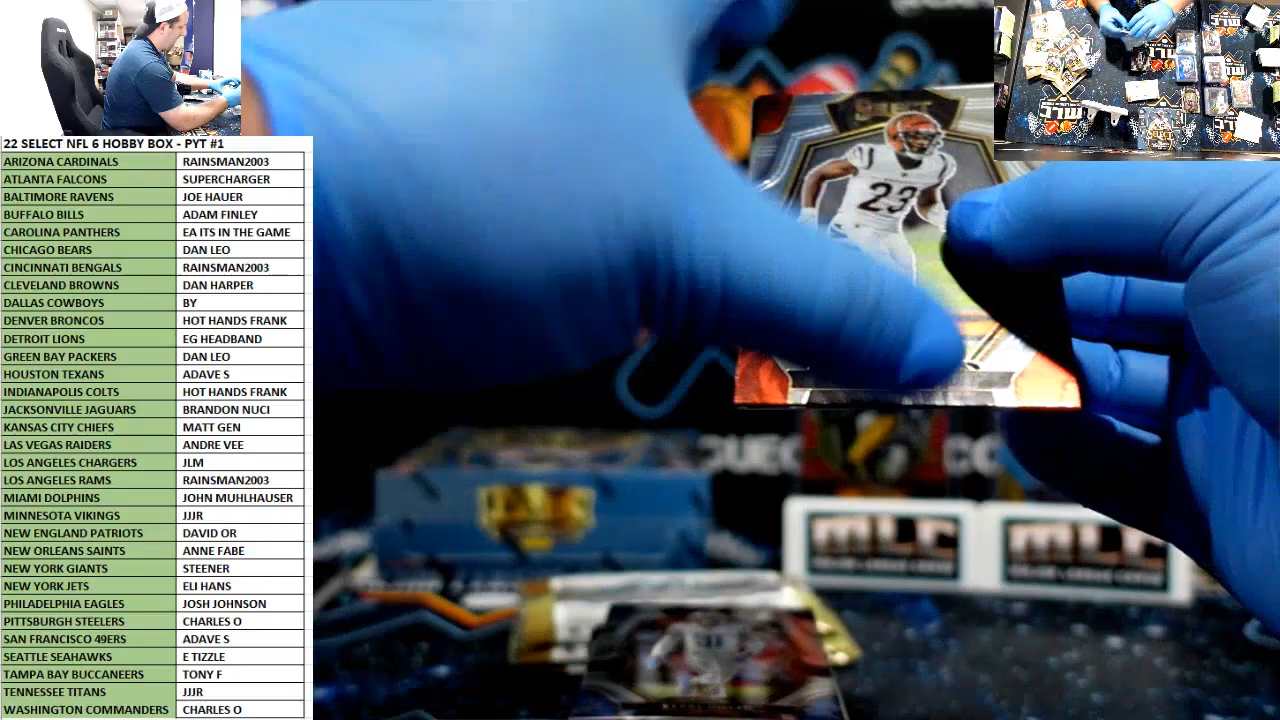 22 SELECT NFL 6 HOBBY BOX - PYT #1
ARIZONA CARDINALS RAINSMAN2003
ATLANTA FALCONS SUPERCHARGER
BALTIMORE RAVENS JOE HAUER
BUFFALO BILLS ADAM FINLEY
CAROLINA PANTHERS EA ITS IN THE GAME
CHICAGO BEARS DAN LEO
CINCINNATI BENGALS RAINSMAN2003
CLEVELAND BROWNS DAN HARPER
DALLAS COWBOYS BY
DENVER BRONCOS HOT HANDS FRANK
DETROIT LIONS EG HEADBAND
GREEN BAY PACKERS DAN LEO
HOUSTON TEXANS ADAVE S
INDIANAPOLIS COLTS HOT HANDS FRANK
JACKSONVILLE JAGUARS BRANDON NUCI
KANSAS CITY CHIEFS MATT GEN
LAS VEGAS RAIDERS ANDRE VEE
LOS ANGELES CHARGERS JLM
LOS ANGELES RAMS RAINSMAN2003
MIAMI DOLPHINS JOHN MUHLHAUSER
MINNESOTA VIKINGS JJJR
NEW ENGLAND PATRIOTS DAVID OR
NEW ORLEANS SAINTS ANNE FABE
NEW YORK GIANTS STEENER
NEW YORK JETS ELI HANS
PHILADELPHIA EAGLES JOSH JOHNSON
PITTSBURGH STEELERS CHARLES O
SAN FRANCISCO 49ERS ADAVE S
SEATTLE SEAHAWKS E TIZZLE
TAMPA BAY BUCCANEERS TONY F
TENNESSEE TITANS JJJR
WASHINGTON COMMANDERS CHARLES O
SELECT
23
MLC MLC